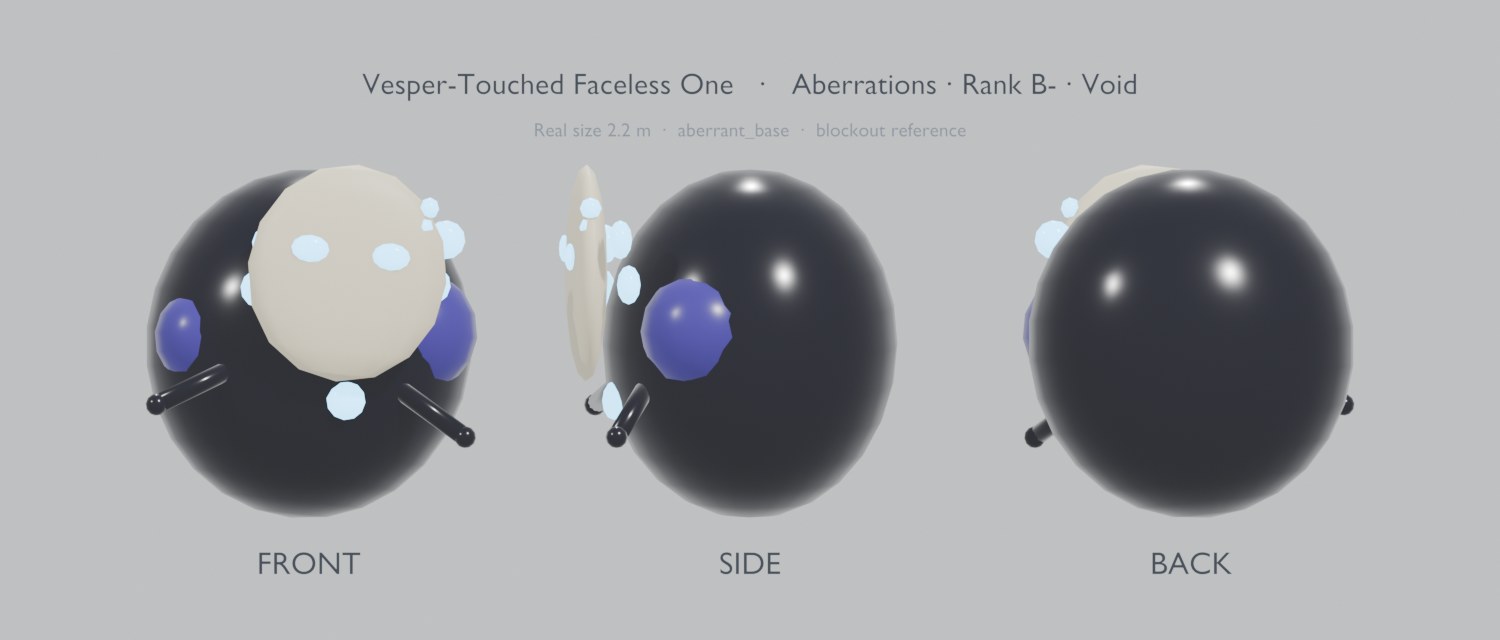 Vesper-Touched Faceless One · Aberrations · Rank B- · Void
Real size 2.2 m · aberrant_base · blockout reference
FRONT
SIDE
BACK